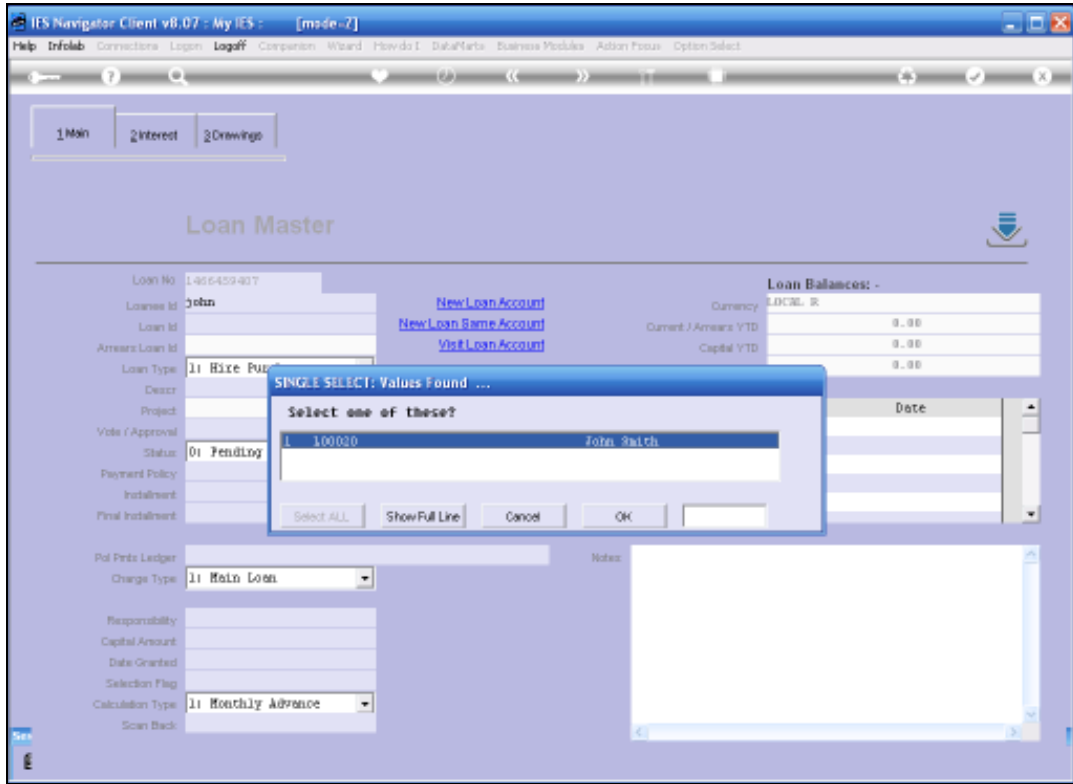 IES Navigator Client v8.07 : My IES : [mode=2]
Help Infolab Connections Logon Logoff Companion Wizard How do I DataMarts Business Modules Action Focus Option Select
1 Main 2 Interest 3 Drawings
Loan Master
Loan No 1466459407 Loan Balances: -
Loanee Id john New Loan Account Currency LOCAL R
Loan Id New Loan Same Account Current / Arrears YTD 0.00
Arrears Loan Id Visit Loan Account Capital YTD 0.00
Loan Type 1: Hire 0.00
SINGLE SELECT: Values Found ...
Descr
Project Select one of these? Date
Vote / Approval
1 100020 John Smith
Status 0: Pending
Payment Policy
Instalment
Final Instalment Select ALL Show Full Line Cancel OK
Pol Pmts Ledger Notes
Charge Type 1: Main Loan
Responsibility
Capital Amount
Date Granted
Selection Flag
Calculation Type 1: Monthly Advance
Scan Back